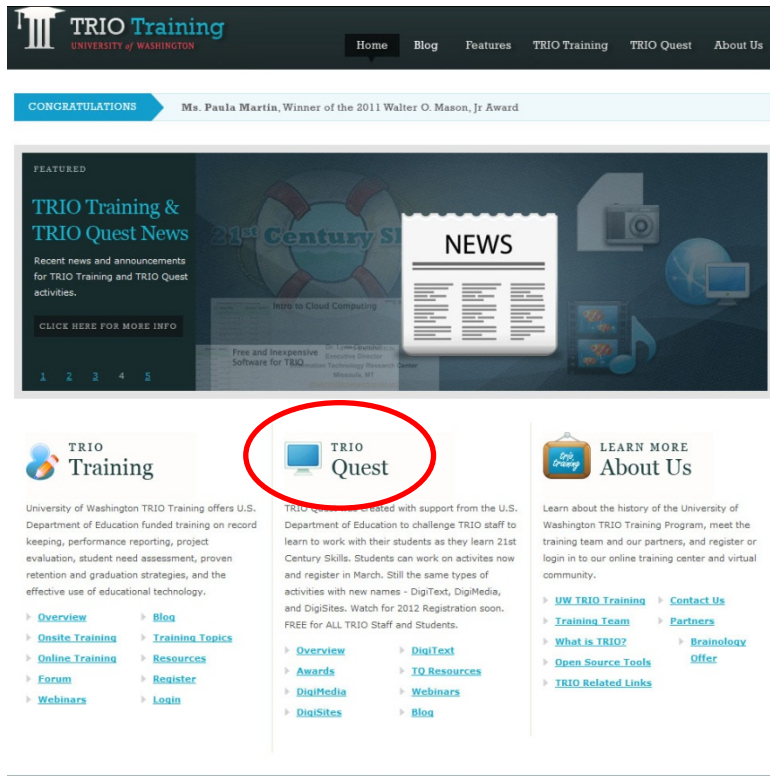 TRIO Training
UNIVERSITY of WASHINGTON
Home Blog Features TRIO Training TRIO Quest About Us
CONGRATULATIONS
Ms. Paula Martin, Winner of the 2011 Walter O. Mason, Jr Award
FEATURED
TRIO Training &
TRIO Quest News
Recent news and announcements
for TRIO Training and TRIO Quest
activities.
CLICK HERE FOR MORE INFO
1 2 3 4 5
21st Century
NEWS
Intro to Cloud Computing
Free and Inexpensive
Software for TRIO
Executive Director
Information Technology Research Center
Missoula, MT
TRIO
Training
University of Washington TRIO Training offers U.S.
Department of Education funded training on record
keeping, performance reporting, project
evaluation, student need assessment, proven
retention and graduation strategies, and the
effective use of educational technology.
Overview
Onsite Training
Online Training
Forum
Webinars
Blog
Training Topics
Resources
Register
Login
TRIO
Quest
TRIO Quest was created with support from the U.S.
Department of Education to challenge TRIO staff to
learn to work with their students as they learn 21st
Century Skills. Students can work on activites now
and register in March. Still the same types of
activities with new names - DigiText, DigiMedia,
and DigiSites. Watch for 2012 Registration soon.
FREE for ALL TRIO Staff and Students.
Overview
Awards
DigiMedia
DigiSites
DigiText
TQ Resources
Webinars
Blog
trio
training
LEARN MORE
About Us
Learn about the history of the University of
Washington TRIO Training Program, meet the
training team and our partners, and register or
login in to our online training center and virtual
community.
UW TRIO Training
Training Team
What is TRIO?
Open Source Tools
TRIO Related Links
Contact Us
Partners
Brainology
Offer